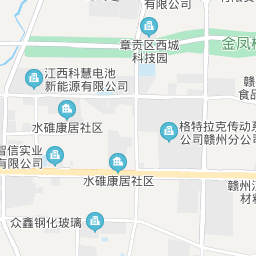 有限公司
章贡区西城
科技园
金凤
江西科慧电池
新能源有限公司
赣
食品
水碓康居社区
格特拉克传动系
公司赣州分公司
智信实业
有限公司
水碓康居社区
赣州江
材料
众鑫钢化玻璃